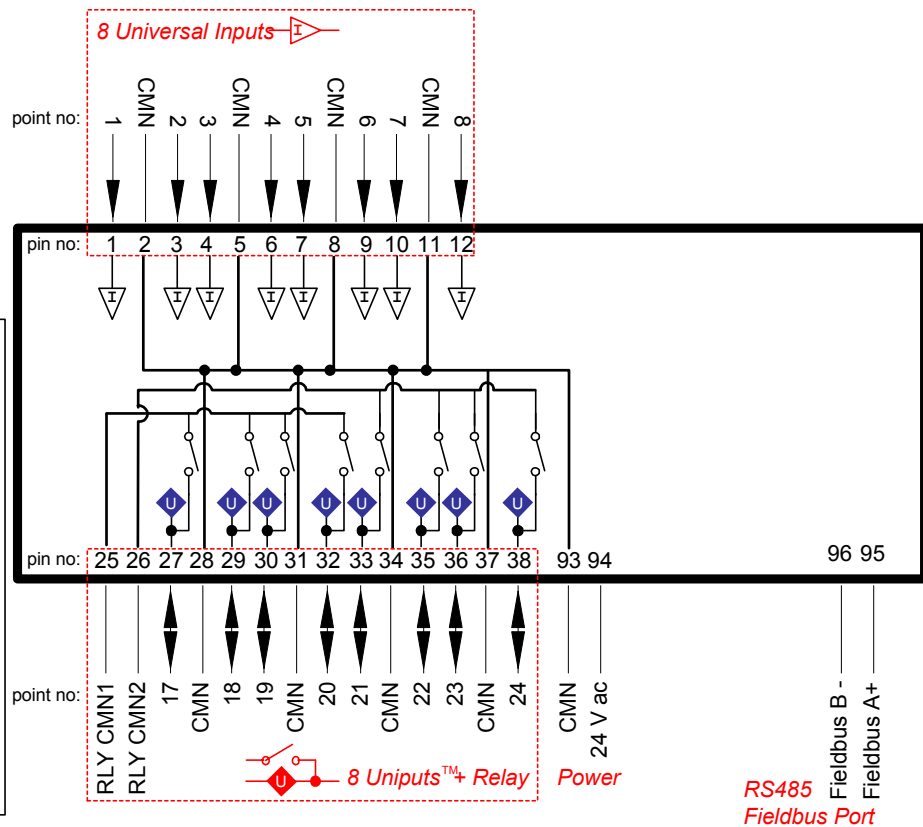 8 Universal Inputs I
point no: 1 CMN 2 3 CMN 4 5 CMN 6 7 CMN 8
pin no: 1 2 3 4 5 6 7 8 9 10 11 12
I I I I I I I I
U U U U U U U U
pin no: 25 26 27 28 29 30 31 32 33 34 35 36 37 38 93 94 96 95
point no: RLY CMN1 RLY CMN2 17 CMN 18 19 CMN 20 21 CMN 22 23 CMN 24 CMN 24 V ac Fieldbus B - Fieldbus A+
U 8 Uniputs™+ Relay Power
RS485
Fieldbus Port